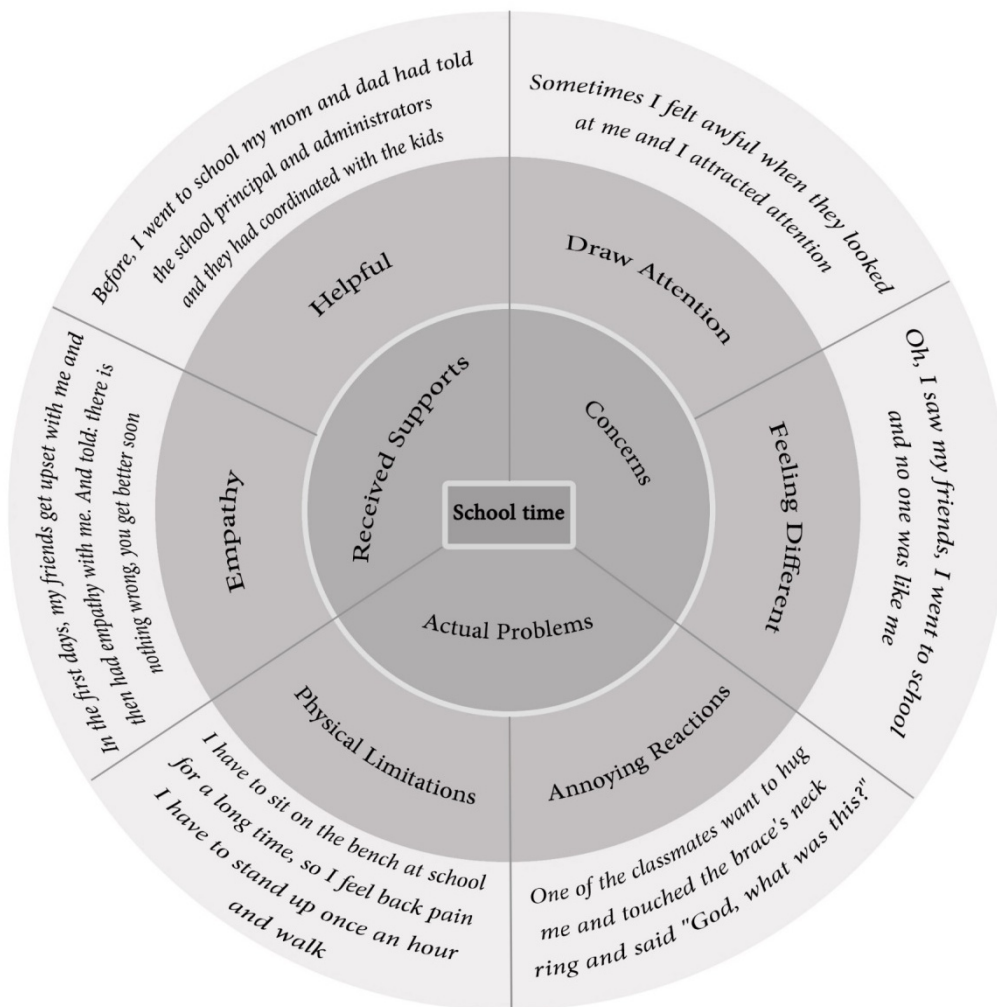 School time
Received Supports
Concerns
Actual Problems
Helpful
Draw Attention
Feeling Different
Annoying Reactions
Physical Limitations
Empathy
Before, I went to school my mom and dad had told
the school principal and administrators
and they had coordinated with the kids
Sometimes I felt awful when they looked
at me and I attracted attention
Oh, I saw my friends, I went to school
and no one was like me
One of the classmates want to hug
me and touched the brace's neck
ring and said "God, what was this?"
I have to sit on the bench at school
for a long time, so I feel back pain
I have to stand up once an hour
and walk
In the first days, my friends get upset with me and
then had empathy with me. And told: there is
nothing wrong, you get better soon